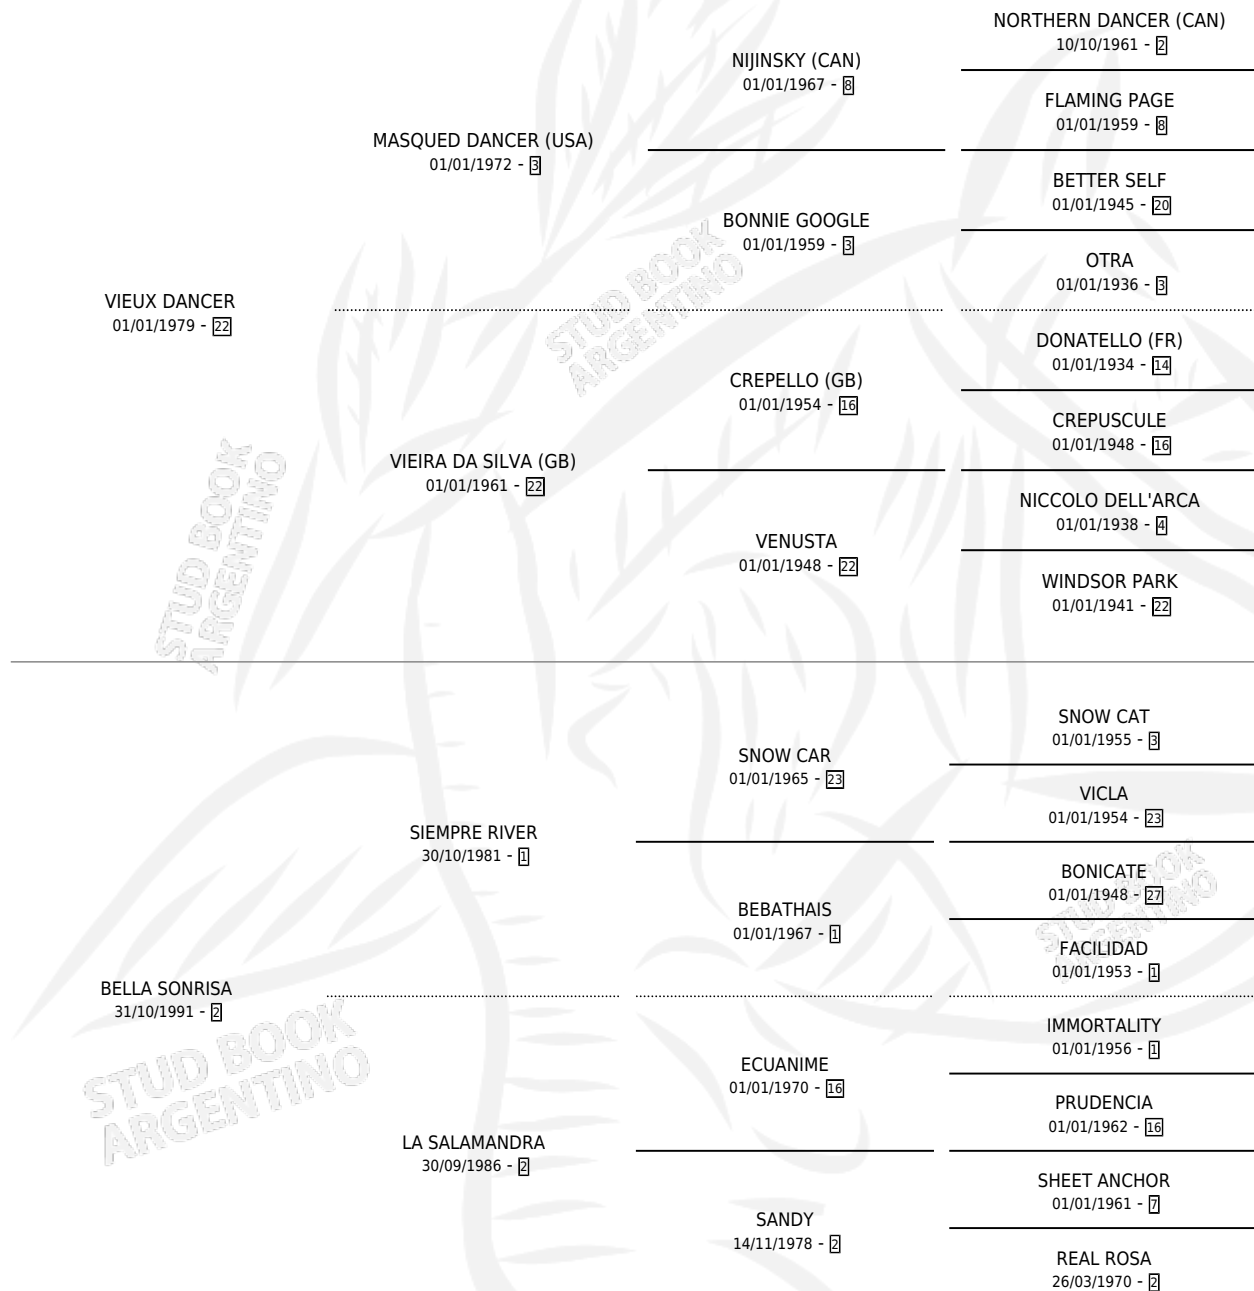 NORTHERN DANCER (CAN)
10/10/1961 - 2
NIJINSKY (CAN)
01/01/1967 - 8
FLAMING PAGE
01/01/1959 - 8
MASQUED DANCER (USA)
01/01/1972 - 3
BETTER SELF
01/01/1945 - 20
BONNIE GOOGLE
01/01/1959 - 3
OTRA
01/01/1936 - 3
VIEUX DANCER
01/01/1979 - 22
DONATELLO (FR)
01/01/1934 - 14
CREPELLO (GB)
01/01/1954 - 16
CREPUSCULE
01/01/1948 - 16
VIEIRA DA SILVA (GB)
01/01/1961 - 22
NICCOLO DELL'ARCA
01/01/1938 - 4
VENUSTA
01/01/1948 - 22
WINDSOR PARK
01/01/1941 - 22
SNOW CAT
01/01/1955 - 3
SNOW CAR
01/01/1965 - 23
VICLA
01/01/1954 - 23
SIEMPRE RIVER
30/10/1981 - 1
BONICATE
01/01/1948 - 27
BEBATHAIS
01/01/1967 - 1
FACILIDAD
01/01/1953 - 1
BELLA SONRISA
31/10/1991 - 2
IMMORTALITY
01/01/1956 - 1
ECUANIME
01/01/1970 - 16
PRUDENCIA
01/01/1962 - 16
LA SALAMANDRA
30/09/1986 - 2
SHEET ANCHOR
01/01/1961 - 7
SANDY
14/11/1978 - 2
REAL ROSA
26/03/1970 - 2
STUD BOOK
ARGENTINO
STUD BOOK
ARGENTINO
STUD BOOK
ARGENTINO
STUD BOOK
ARGENTINO